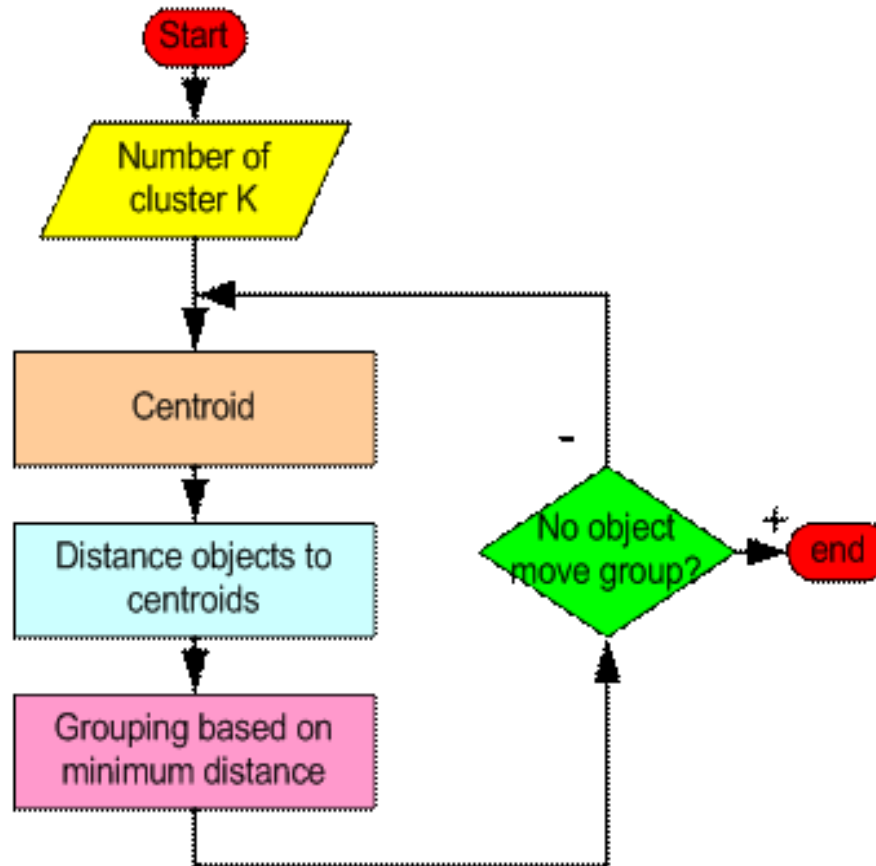 Start
Number of
cluster K
Centroid
Distance objects to
centroids
Grouping based on
minimum distance
-
No object
move group?
+
end